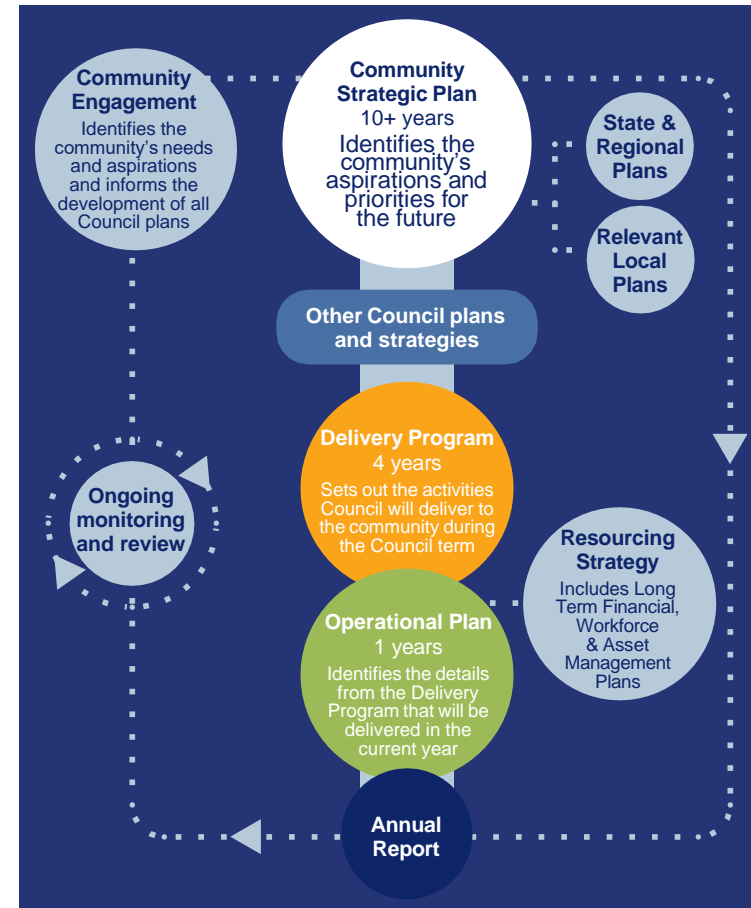 Community
Engagement
Identifies the
community's needs
and aspirations
and informs the
development of all
Council plans
Community
Strategic Plan
10+ years
Identifies the
community's
aspirations and
priorities for
the future
State &
Regional
Plans
Relevant
Local
Plans
Other Council plans
and strategies
Delivery Program
4 years
Sets out the activities
Council will deliver to
the community during
the Council term
Ongoing
monitoring
and review
Resourcing
Strategy
Includes Long
Term Financial,
Workforce
& Asset
Management
Plans
Operational Plan
1 years
Identifies the details
from the Delivery
Program that will be
delivered in the
current year
Annual
Report